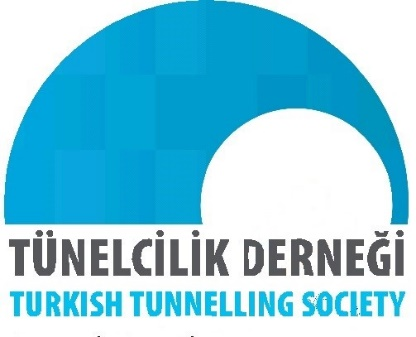 TÜNELCİLİK DERNEĞİ
TURKISH TUNNELLING SOCIETY